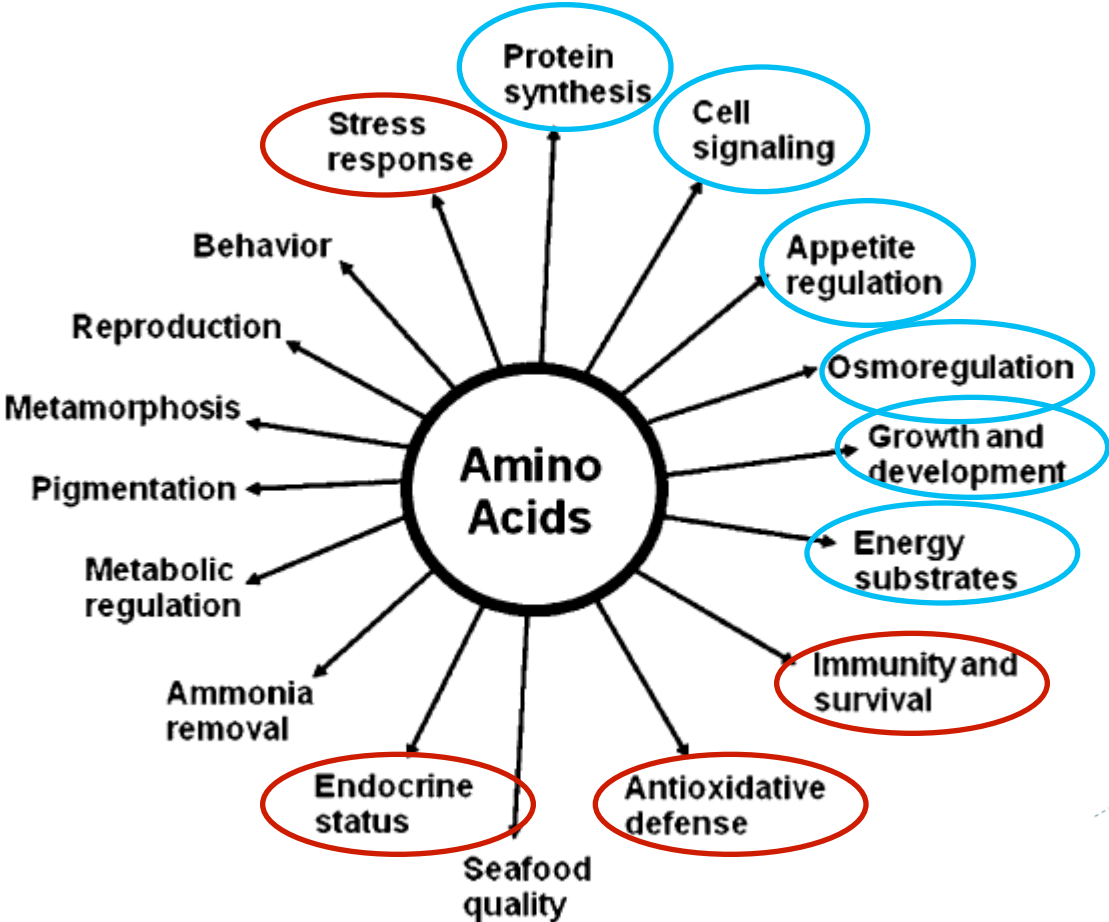 Protein
synthesis
Cell
signaling
Stress
response
Appetite
regulation
Behavior
Reproduction
Osmoregulation
Metamorphosis
Growth and
development
Amino
Acids
Pigmentation
Energy
substrates
Metabolic
regulation
Immunity and
survival
Ammonia
removal
Endocrine
status
Antioxidative
defense
Seafood
quality